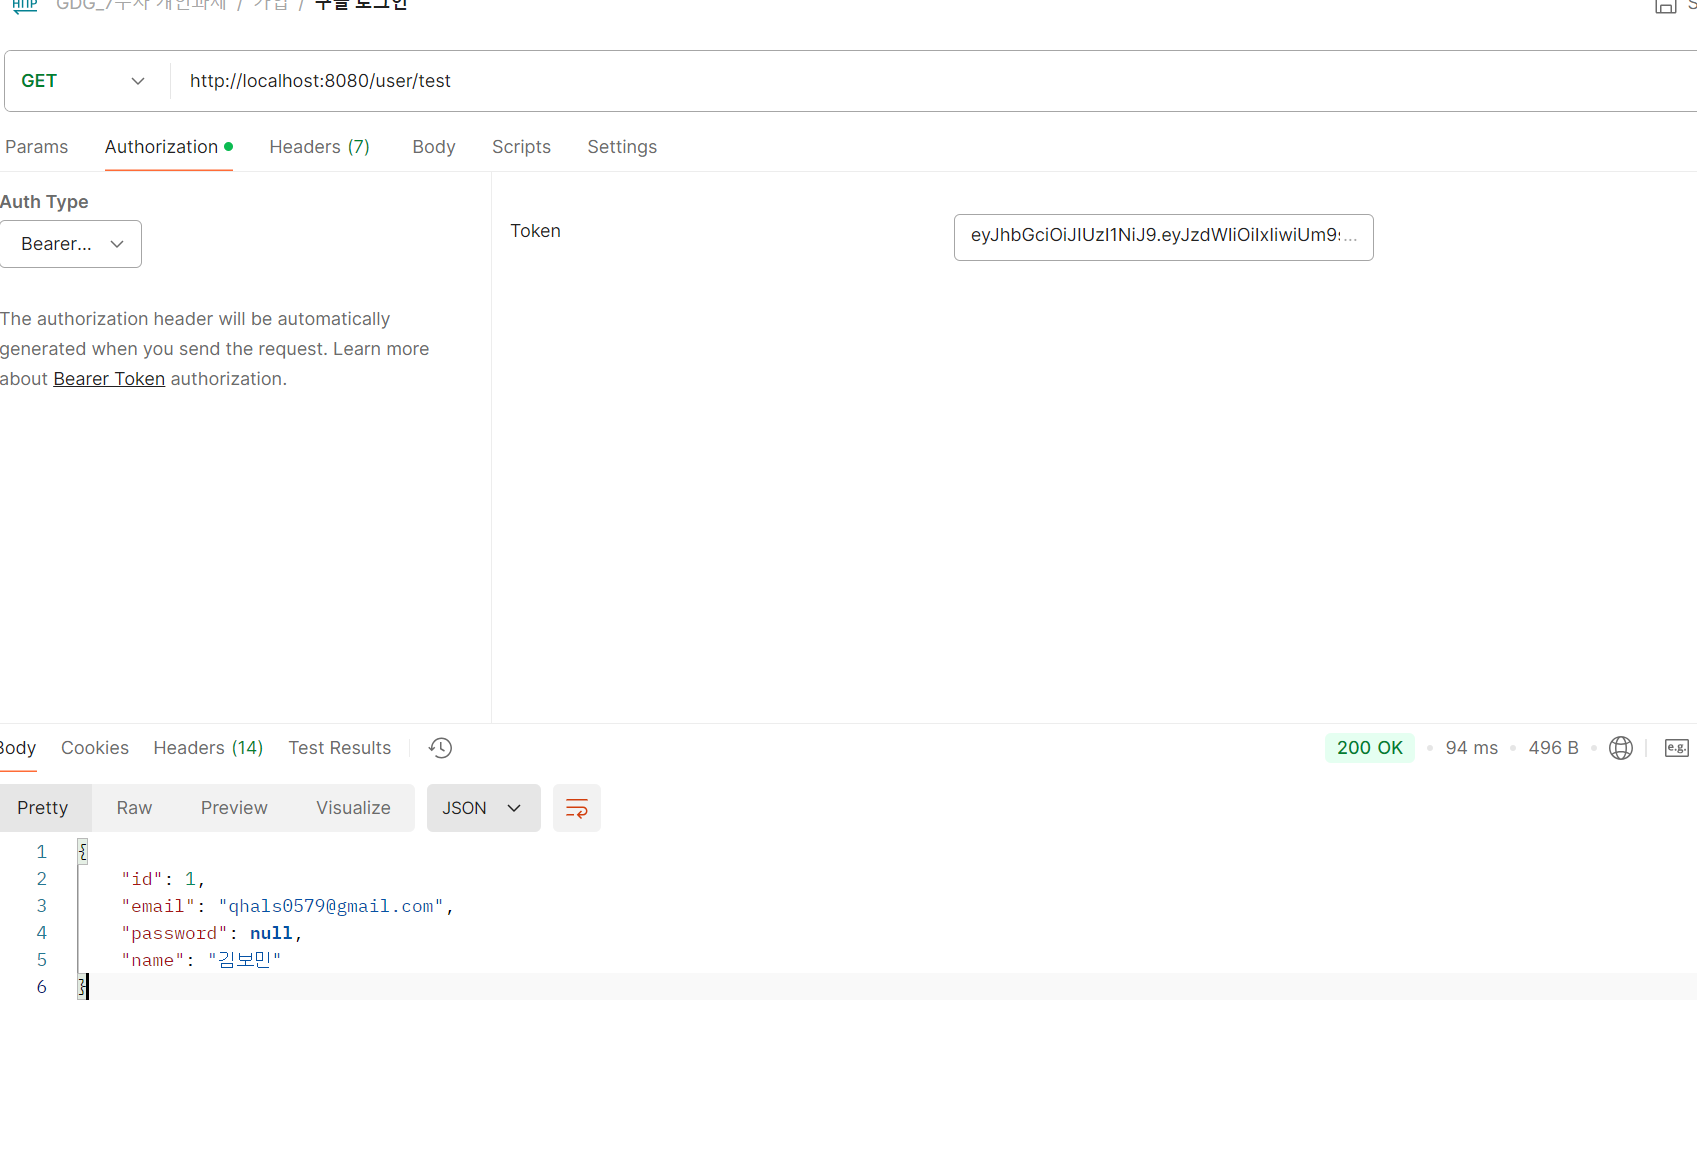 HTTP GDG_7주차 개인과제 / 가입 / 구글 로그인
GET http://localhost:8080/user/test
Params Authorization Headers (7) Body Scripts Settings
Auth Type
Bearer...
Token eyJhbGciOiJIUzI1NiJ9.eyJzdWIiOiIxIiwiUm9...
The authorization header will be automatically
generated when you send the request. Learn more
about Bearer Token authorization.
Body Cookies Headers (14) Test Results 200 OK 94 ms 496 B e.g.
Pretty Raw Preview Visualize JSON
1 {
2 "id": 1,
3 "email": "qhals0579@gmail.com",
4 "password": null,
5 "name": "김보민"
6 }